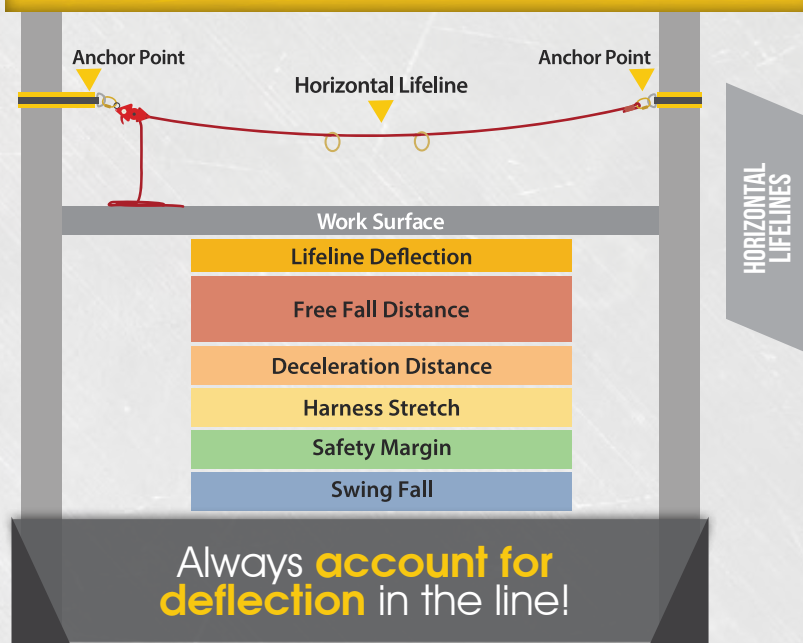 Anchor Point
Anchor Point
Horizontal Lifeline
HORIZONTAL
LIFELINES
Work Surface
Lifeline Deflection
Free Fall Distance
Deceleration Distance
Harness Stretch
Safety Margin
Swing Fall
Always account for
deflection in the line!